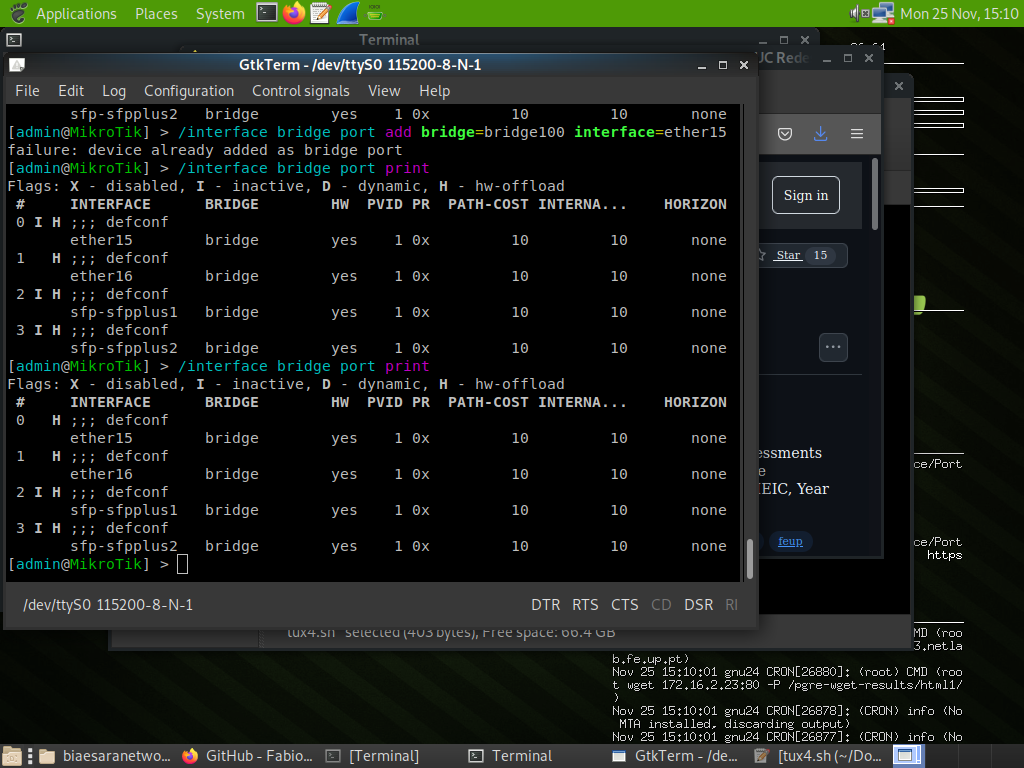 Applications Places System Mon 25 Nov, 15:10
Terminal
GtkTerm - /dev/ttyS0 115200-8-N-1
File Edit Log Configuration Control signals View Help
sfp-sfpplus2 bridge yes 1 0x 10 10 none
[admin@MikroTik] > /interface bridge port add bridge=bridge100 interface=ether15
failure: device already added as bridge port
[admin@MikroTik] > /interface bridge port print
Flags: X - disabled, I - inactive, D - dynamic, H - hw-offload
# INTERFACE BRIDGE HW PVID PR PATH-COST INTERNA... HORIZON
0 I H ;;; defconf
ether15 bridge yes 1 0x 10 10 none
1 H ;;; defconf
ether16 bridge yes 1 0x 10 10 none
2 I H ;;; defconf
sfp-sfpplus1 bridge yes 1 0x 10 10 none
3 I H ;;; defconf
sfp-sfpplus2 bridge yes 1 0x 10 10 none
[admin@MikroTik] > /interface bridge port print
Flags: X - disabled, I - inactive, D - dynamic, H - hw-offload
# INTERFACE BRIDGE HW PVID PR PATH-COST INTERNA... HORIZON
0 H ;;; defconf
ether15 bridge yes 1 0x 10 10 none
1 H ;;; defconf
ether16 bridge yes 1 0x 10 10 none
2 I H ;;; defconf
sfp-sfpplus1 bridge yes 1 0x 10 10 none
3 I H ;;; defconf
sfp-sfpplus2 bridge yes 1 0x 10 10 none
[admin@MikroTik] >
/dev/ttyS0 115200-8-N-1 DTR RTS CTS CD DSR RI
UC Rede
Sign in
Star 15
...
essments
e
IEIC, Year
feup
ce/Port
ce/Port
https
"tux4.sh" selected (403 bytes), Free space: 66.4 GB
MD (roo
3.netla
b.fe.up.pt)
Nov 25 15:10:01 gnu24 CRON[26880]: (root) CMD (roo
t wget 172.16.2.23:80 -P /pgre-wget-results/html1/
)
Nov 25 15:10:01 gnu24 CRON[26878]: (CRON) info (No
MTA installed, discarding output)
Nov 25 15:10:01 gnu24 CRON[26877]: (CRON) info (No
biaesaranetwo... GitHub - Fabio... [Terminal] Terminal GtkTerm - /de... [tux4.sh (~/Do...